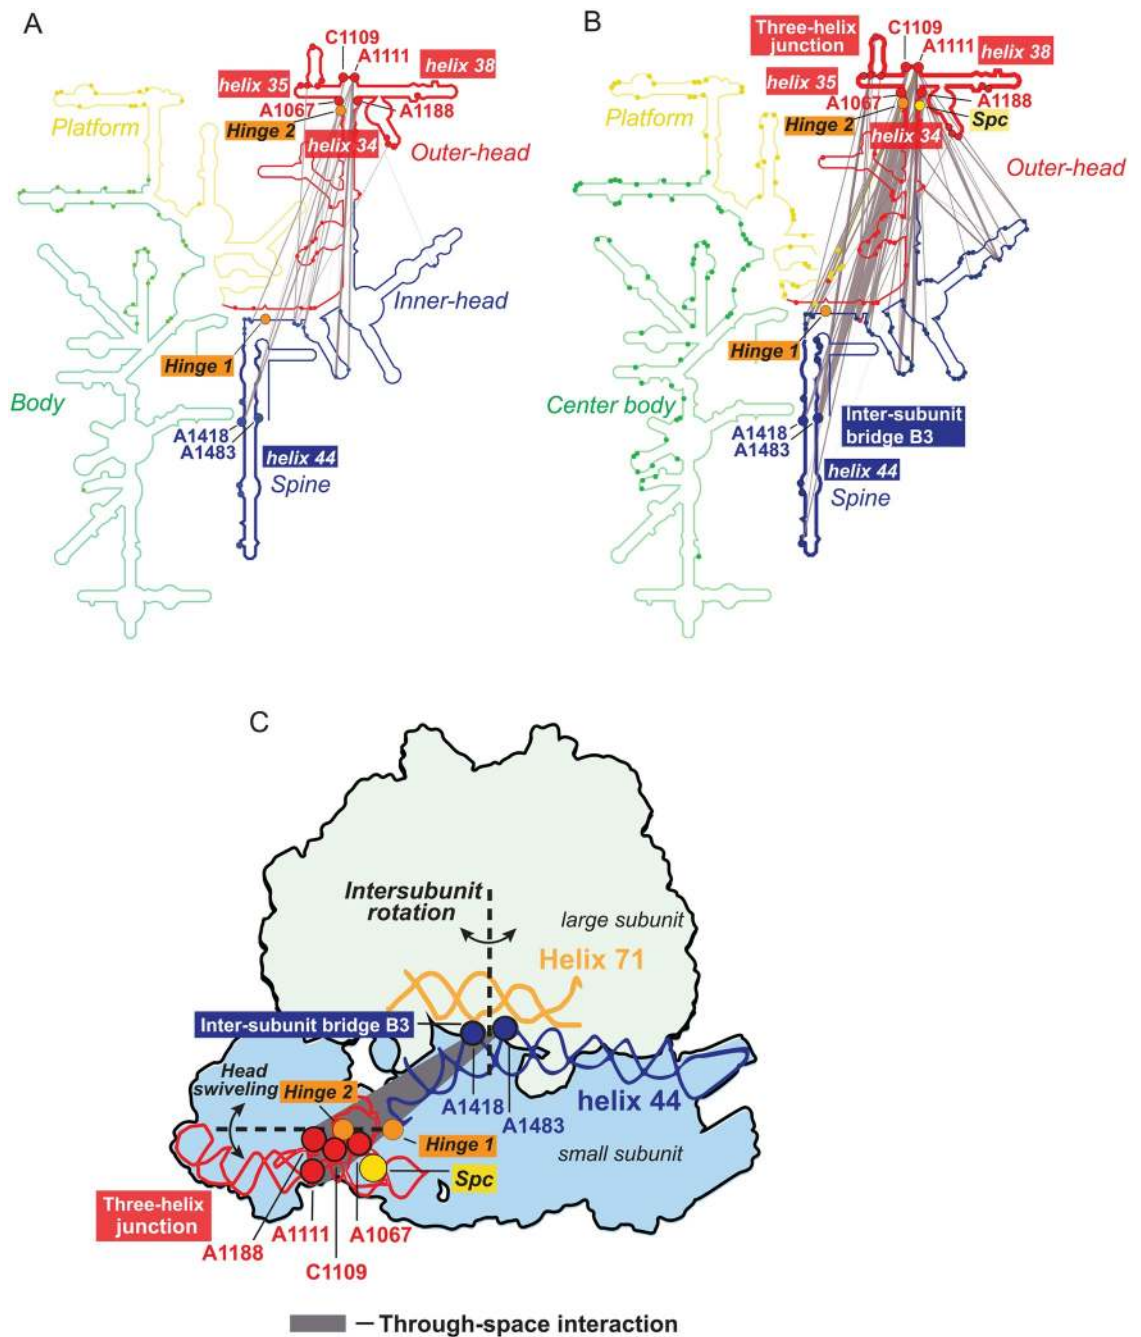 A
C1109
A1111
helix 35
helix 38
A1067
A1188
Platform
Hinge 2
helix 34
Outer-head
Inner-head
Hinge 1
Body
A1418
A1483
helix 44
Spine
B
Three-helix
junction
C1109
A1111
helix 38
helix 35
A1067
A1188
Platform
Hinge 2
Spc
helix 34
Outer-head
Hinge 1
Center body
A1418
A1483
Inter-subunit
bridge B3
helix 44
Spine
C
Intersubunit
rotation
large subunit
Helix 71
Inter-subunit bridge B3
Head
swiveling
Hinge 2
A1418
A1483
helix 44
Hinge 1
small subunit
Spc
Three-helix
junction
A1188
A1111
A1067
C1109
— Through-space interaction